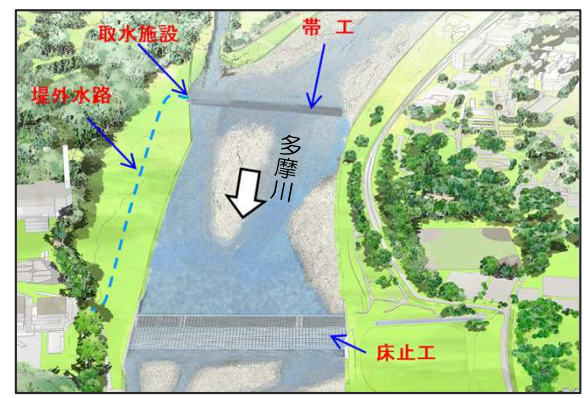 取水施設
帯 工
堤外水路
多摩川
床止工